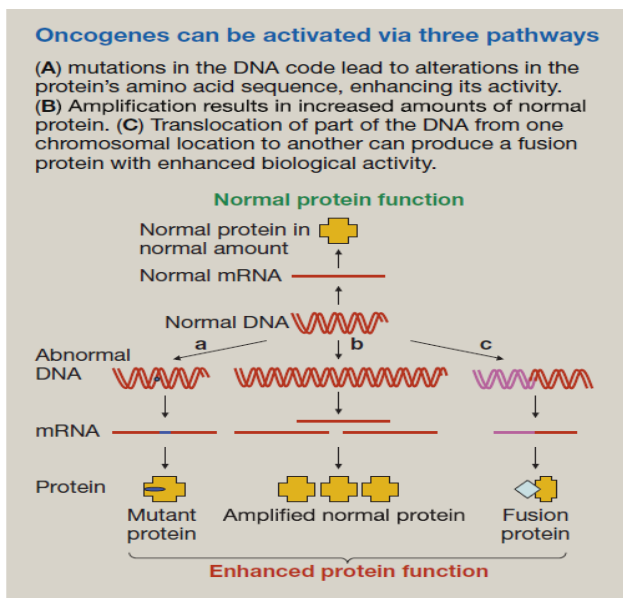 Oncogenes can be activated via three pathways
(A) mutations in the DNA code lead to alterations in the
protein's amino acid sequence, enhancing its activity.
(B) Amplification results in increased amounts of normal
protein. (C) Translocation of part of the DNA from one
chromosomal location to another can produce a fusion
protein with enhanced biological activity.
Normal protein function
Normal protein in
normal amount
Normal mRNA
Normal DNA
a b c
Abnormal
DNA
mRNA
Protein
Mutant
protein
Amplified normal protein
Fusion
protein
Enhanced protein function